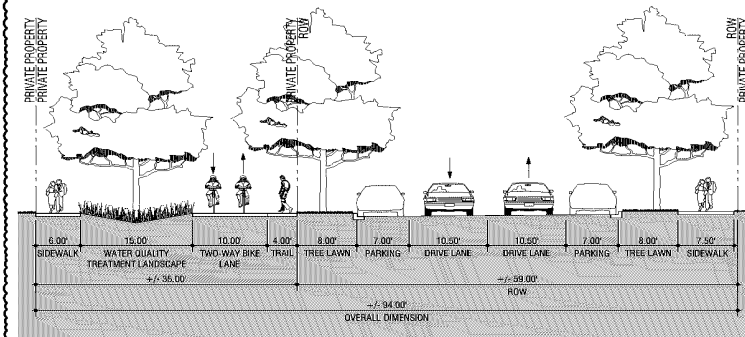 PRIVATE PROPERTY
PRIVATE PROPERTY
PRIVATE PROPERTY
ROW
ROW
PRIVATE PROPERTY
6.00' 15.00' 10.00' 4.00' 8.00' 7.00' 10.50' 10.50' 7.00' 8.00' 7.50'
SIDEWALK WATER QUALITY TWO-WAY BIKE TRAIL TREE LAWN PARKING DRIVE LANE DRIVE LANE PARKING TREE LAWN SIDEWALK
TREATMENT LANDSCAPE LANE
+/- 35.00' +/- 59.00'
ROW
+/- 94.00'
OVERALL DIMENSION